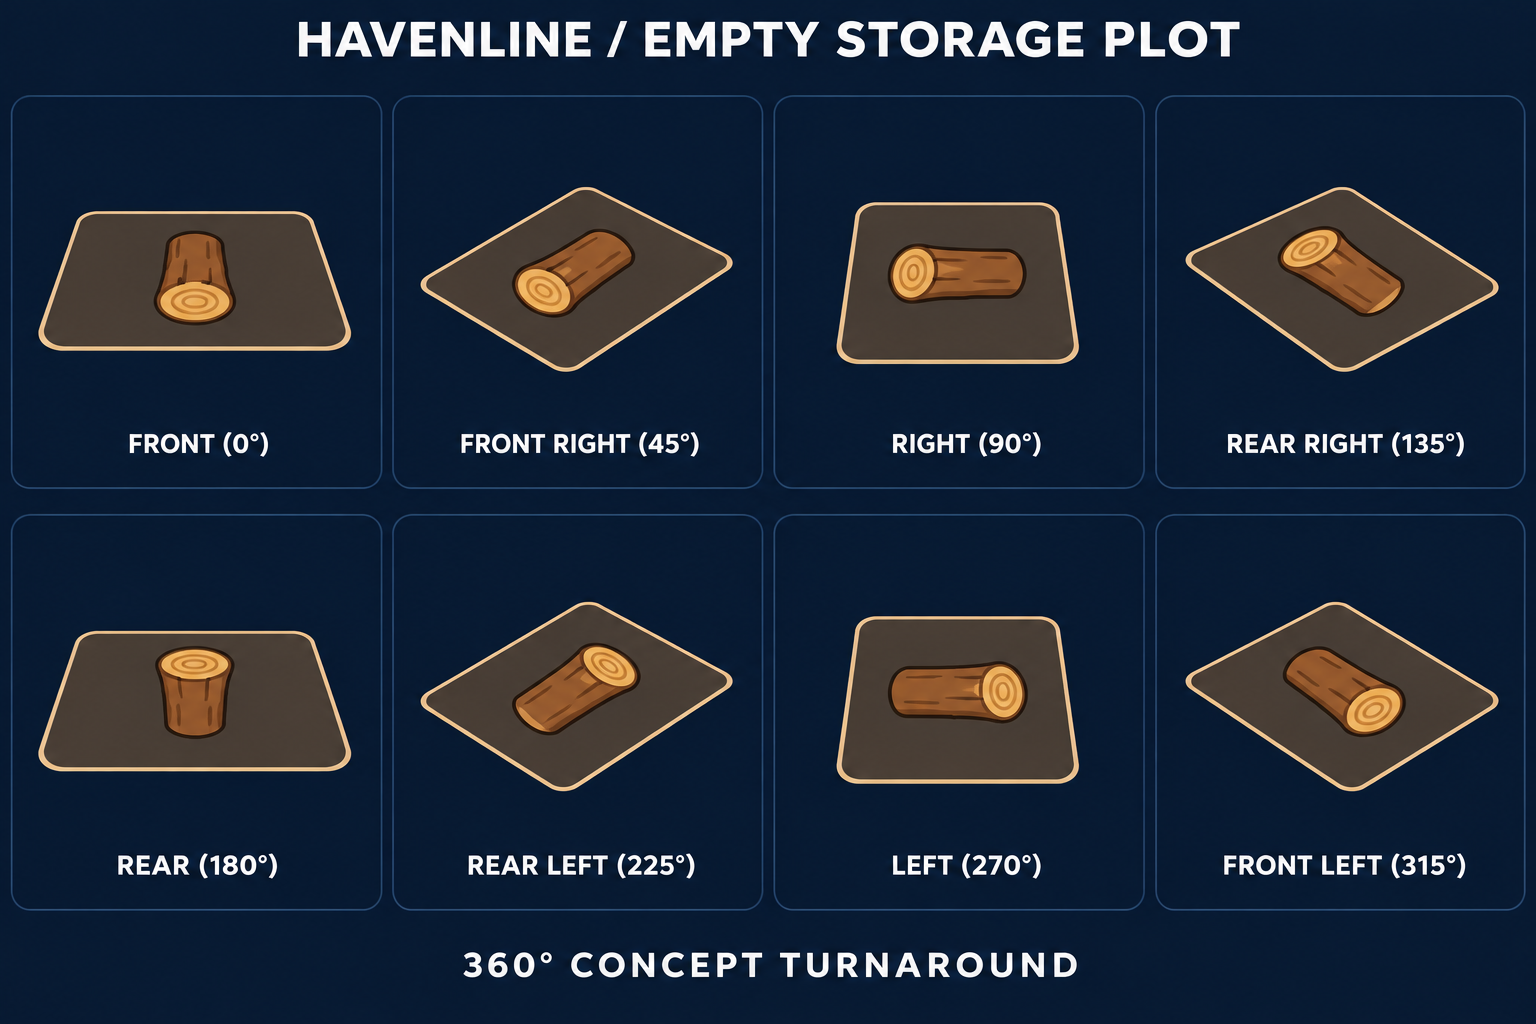 HAVENLINE / EMPTY STORAGE PLOT
FRONT (0°)
FRONT RIGHT (45°)
RIGHT (90°)
REAR RIGHT (135°)
REAR (180°)
REAR LEFT (225°)
LEFT (270°)
FRONT LEFT (315°)
360° CONCEPT TURNAROUND